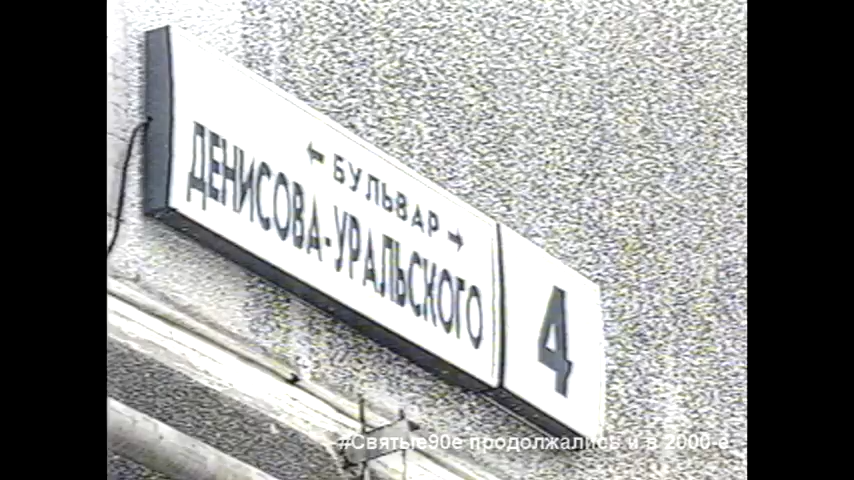 ← БУЛЬВАР →
ДЕНИСОВА-УРАЛЬСКОГО
4
#Святые90е продолжались и в 2000-е